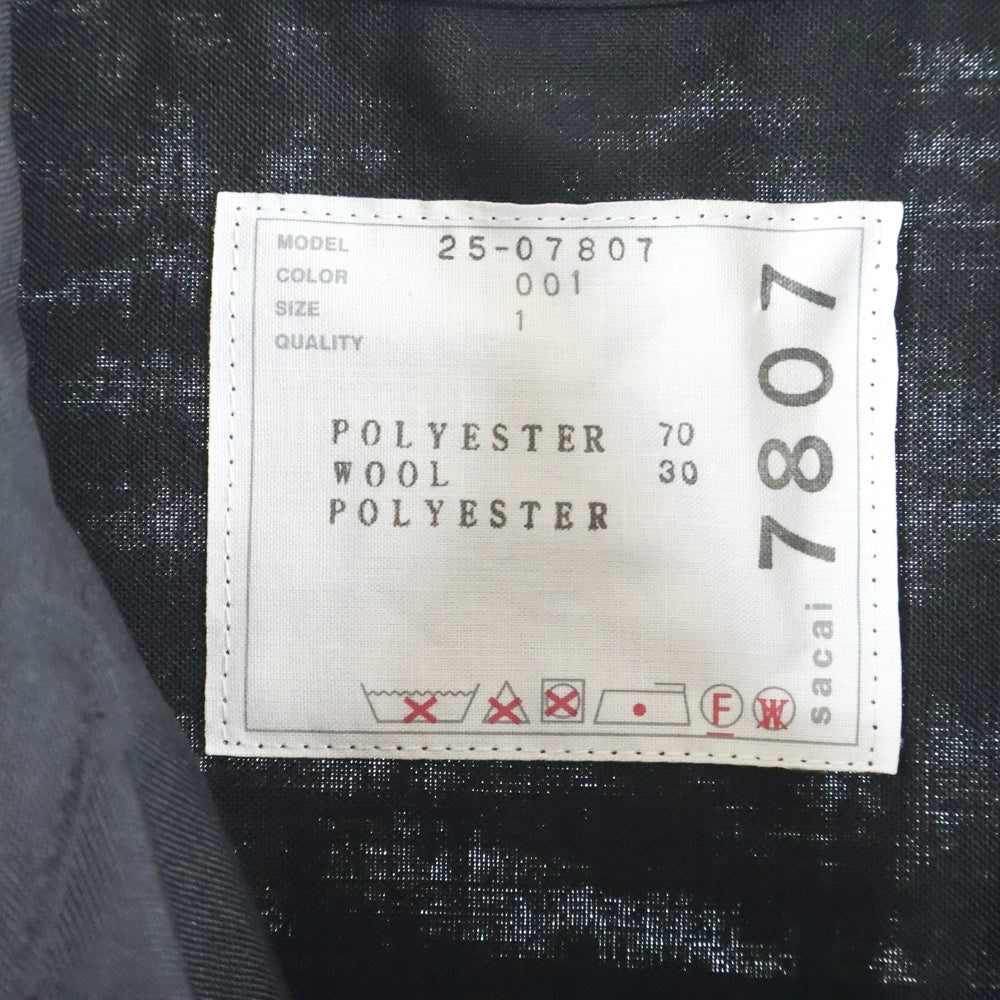 MODEL 25-07807
COLOR 001
SIZE 1
QUALITY
POLYESTER 70
WOOL 30
POLYESTER
F W
sacai 7807